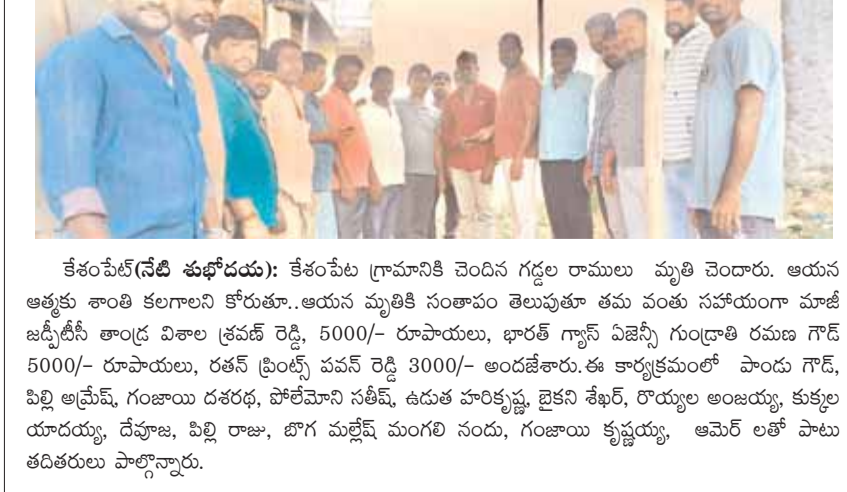 కేశంపేట్(నేటి శుభోదయ): కేశంపేట గ్రామానికి చెందిన గడ్డల రాములు మృతి చెందారు. ఆయన
ఆత్మకు శాంతి కలగాలని కోరుతూ..ఆయన మృతికి సంతాపం తెలుపుతూ తమ వంతు సహాయంగా మాజీ
జడ్పీటీసీ తాండ్ర విశాల శ్రవణ్ రెడ్డి, 5000/- రూపాయలు, భారత్ గ్యాస్ ఏజెన్సీ గుండ్రాతి రమణ గౌడ్
5000/- రూపాయలు, రతన్ ప్రింట్స్ పవన్ రెడ్డి 3000/- అందజేశారు.ఈ కార్యక్రమంలో పాండు గౌడ్,
పిల్లి అమ్రేష్, గంజాయి దశరథ, పోలేమోని సతీష్, ఉడుత హరికృష్ణ, బైకని శేఖర్, రొయ్యల అంజయ్య, కుక్కల
యాదయ్య, దేవూజ, పిల్లి రాజు, బొగ మల్లేష్ మంగలి నందు, గంజాయి కృష్ణయ్య, ఆమెర్ లతో పాటు
తదితరులు పాల్గొన్నారు.